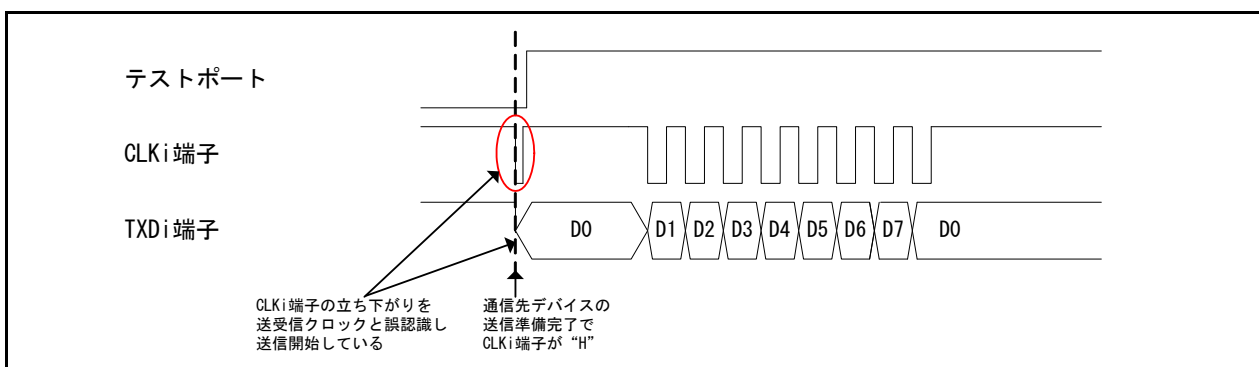 テストポート
CLKi端子
TXDi端子
D0 D1 D2 D3 D4 D5 D6 D7 D0
CLKi端子の立ち下がりを
送受信クロックと誤認識し
送信開始している
通信先デバイスの
送信準備完了で
CLKi端子が“H”